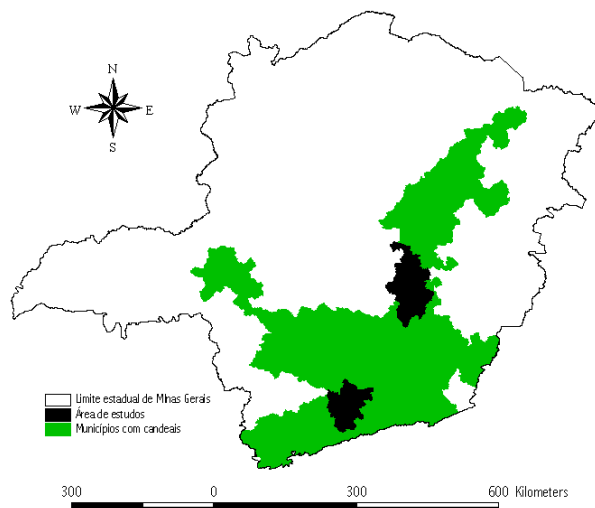 N
W E
S
Limite estadual de Minas Gerais
Área de estudos
Municípios com candeais
300 0 300 600 Kilometers